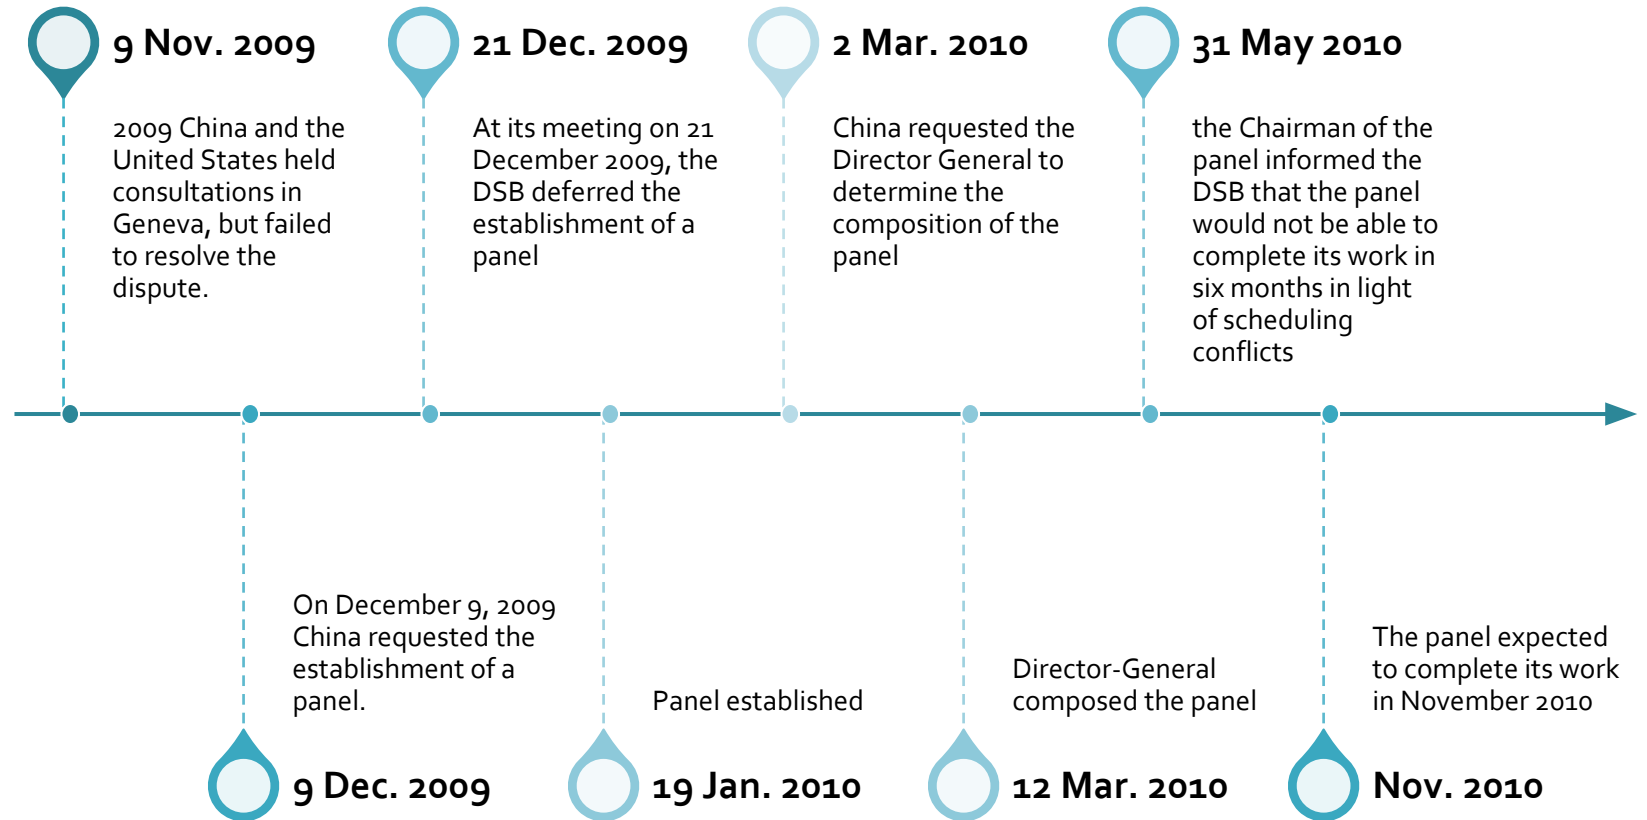 9 Nov. 2009
2009 China and the
United States held
consultations in
Geneva, but failed
to resolve the
dispute.
21 Dec. 2009
At its meeting on 21
December 2009, the
DSB deferred the
establishment of a
panel
2 Mar. 2010
China requested the
Director General to
determine the
composition of the
panel
31 May 2010
the Chairman of the
panel informed the
DSB that the panel
would not be able to
complete its work in
six months in light
of scheduling
conflicts
On December 9, 2009
China requested the
establishment of a
panel.
9 Dec. 2009
Panel established
19 Jan. 2010
Director-General
composed the panel
12 Mar. 2010
The panel expected
to complete its work
in November 2010
Nov. 2010